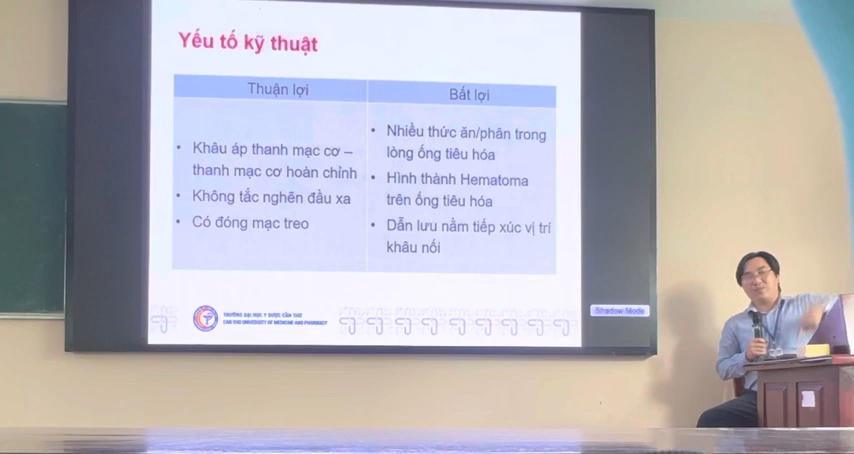 Yếu tố kỹ thuật
Thuận lợi
• Khâu áp thanh mạc cơ –
thanh mạc cơ hoàn chỉnh
• Không tắc nghẽn đầu xa
• Có đóng mạc treo
Bất lợi
• Nhiều thức ăn/phân trong
lòng ống tiêu hóa
• Hình thành Hematoma
trên ống tiêu hóa
• Dẫn lưu nằm tiếp xúc vị trí
khâu nối
TRƯỜNG ĐẠI HỌC Y DƯỢC CẦN THƠ
CAN THO UNIVERSITY OF MEDICINE AND PHARMACY
Shadow Mode